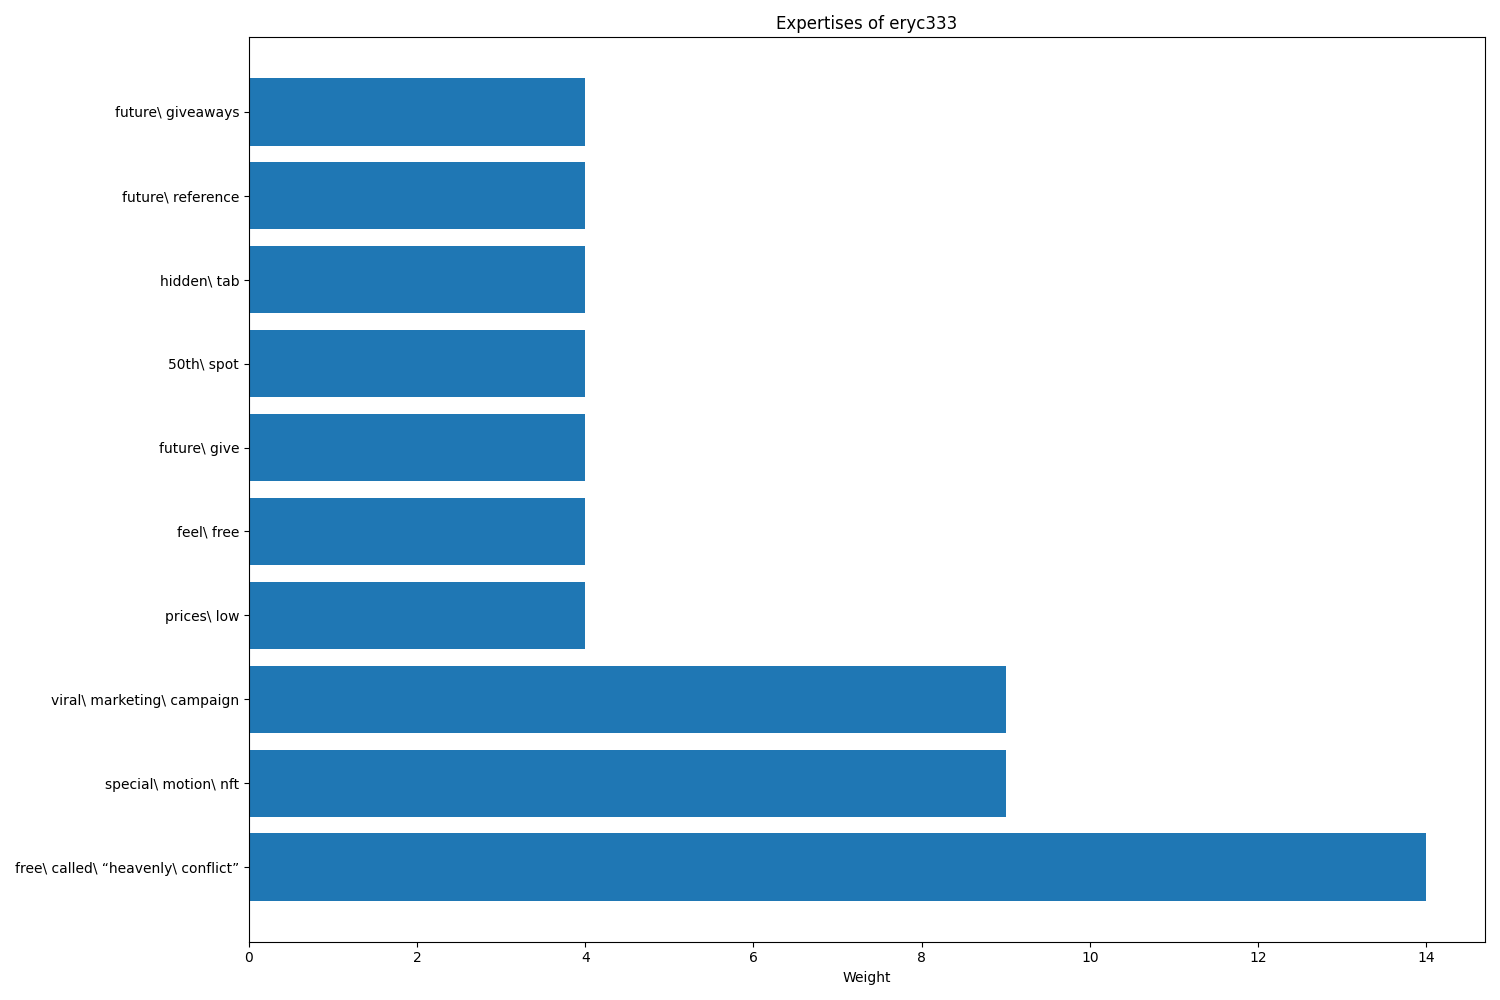 Expertises of eryc333
future\ giveaways
future\ reference
hidden\ tab
50th\ spot
future\ give
feel\ free
prices\ low
viral\ marketing\ campaign
special\ motion\ nft
free\ called\ “heavenly\ conflict”
0 2 4 6 8 10 12 14
Weight